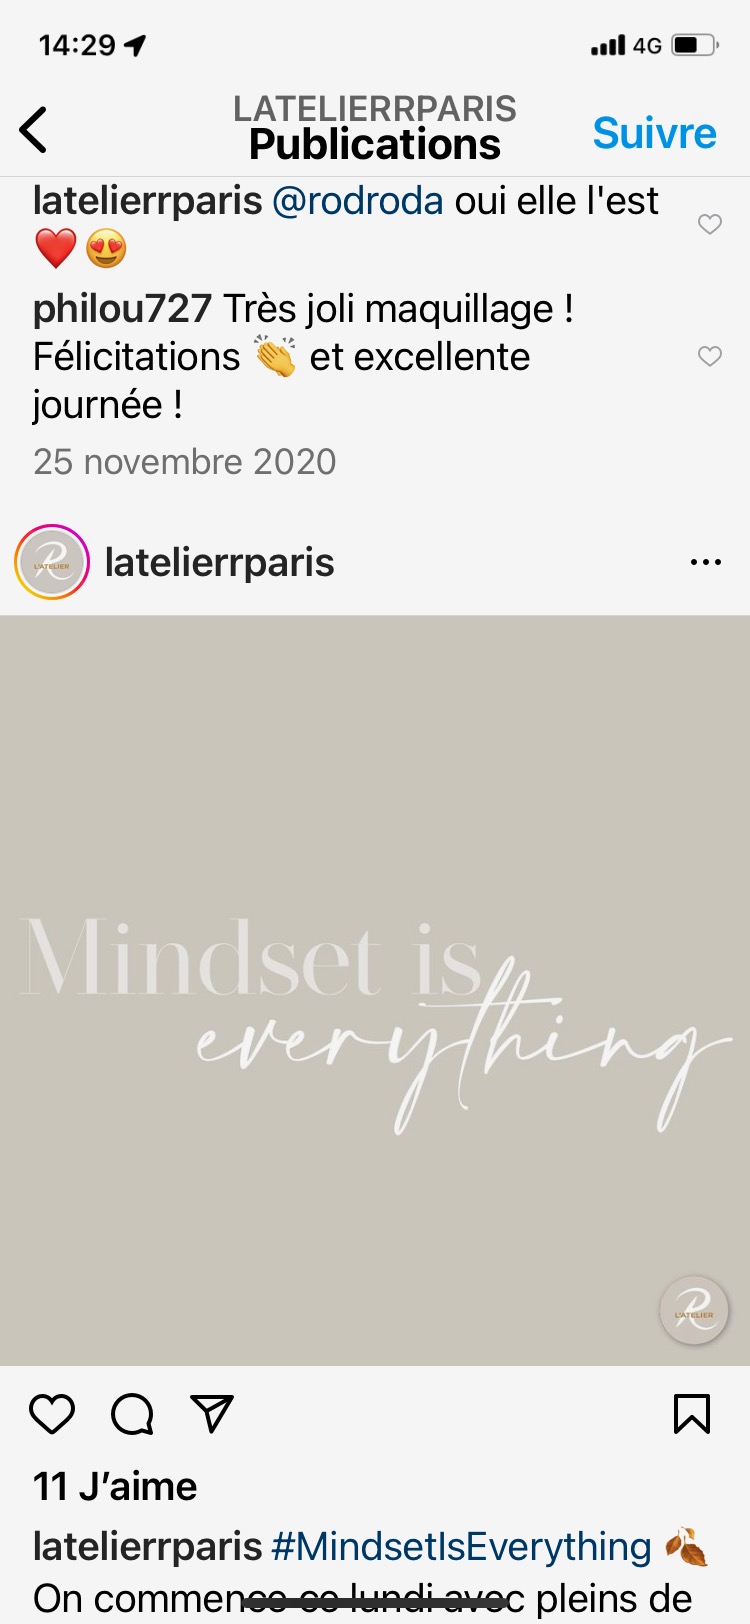 14:29
4G
LATELIERRPARIS
Publications
Suivre
latelierrparis @rodroda oui elle l'est
❤️😍
philou727 Très joli maquillage !
Félicitations 👏 et excellente
journée !
25 novembre 2020
R
L'ATELIER
latelierrparis
Mindset is
everything
R
L'ATELIER
11 J’aime
latelierrparis #MindsetIsEverything 🍂
On commence ce lundi avec pleins de